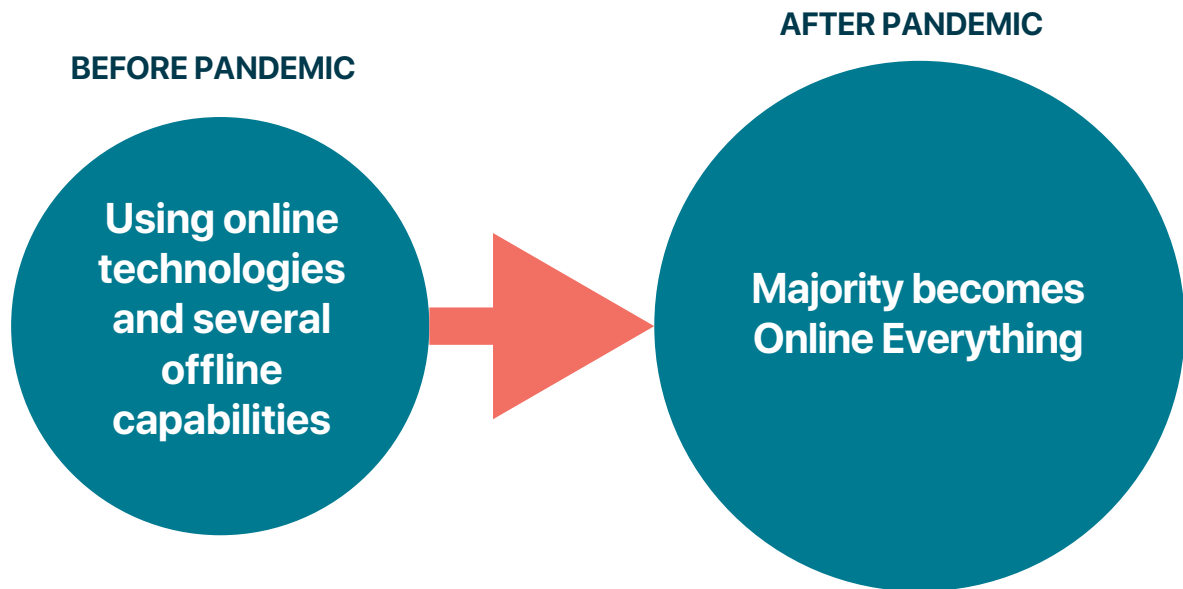 BEFORE PANDEMIC
Using online
technologies
and several
offline
capabilities
AFTER PANDEMIC
Majority becomes
Online Everything